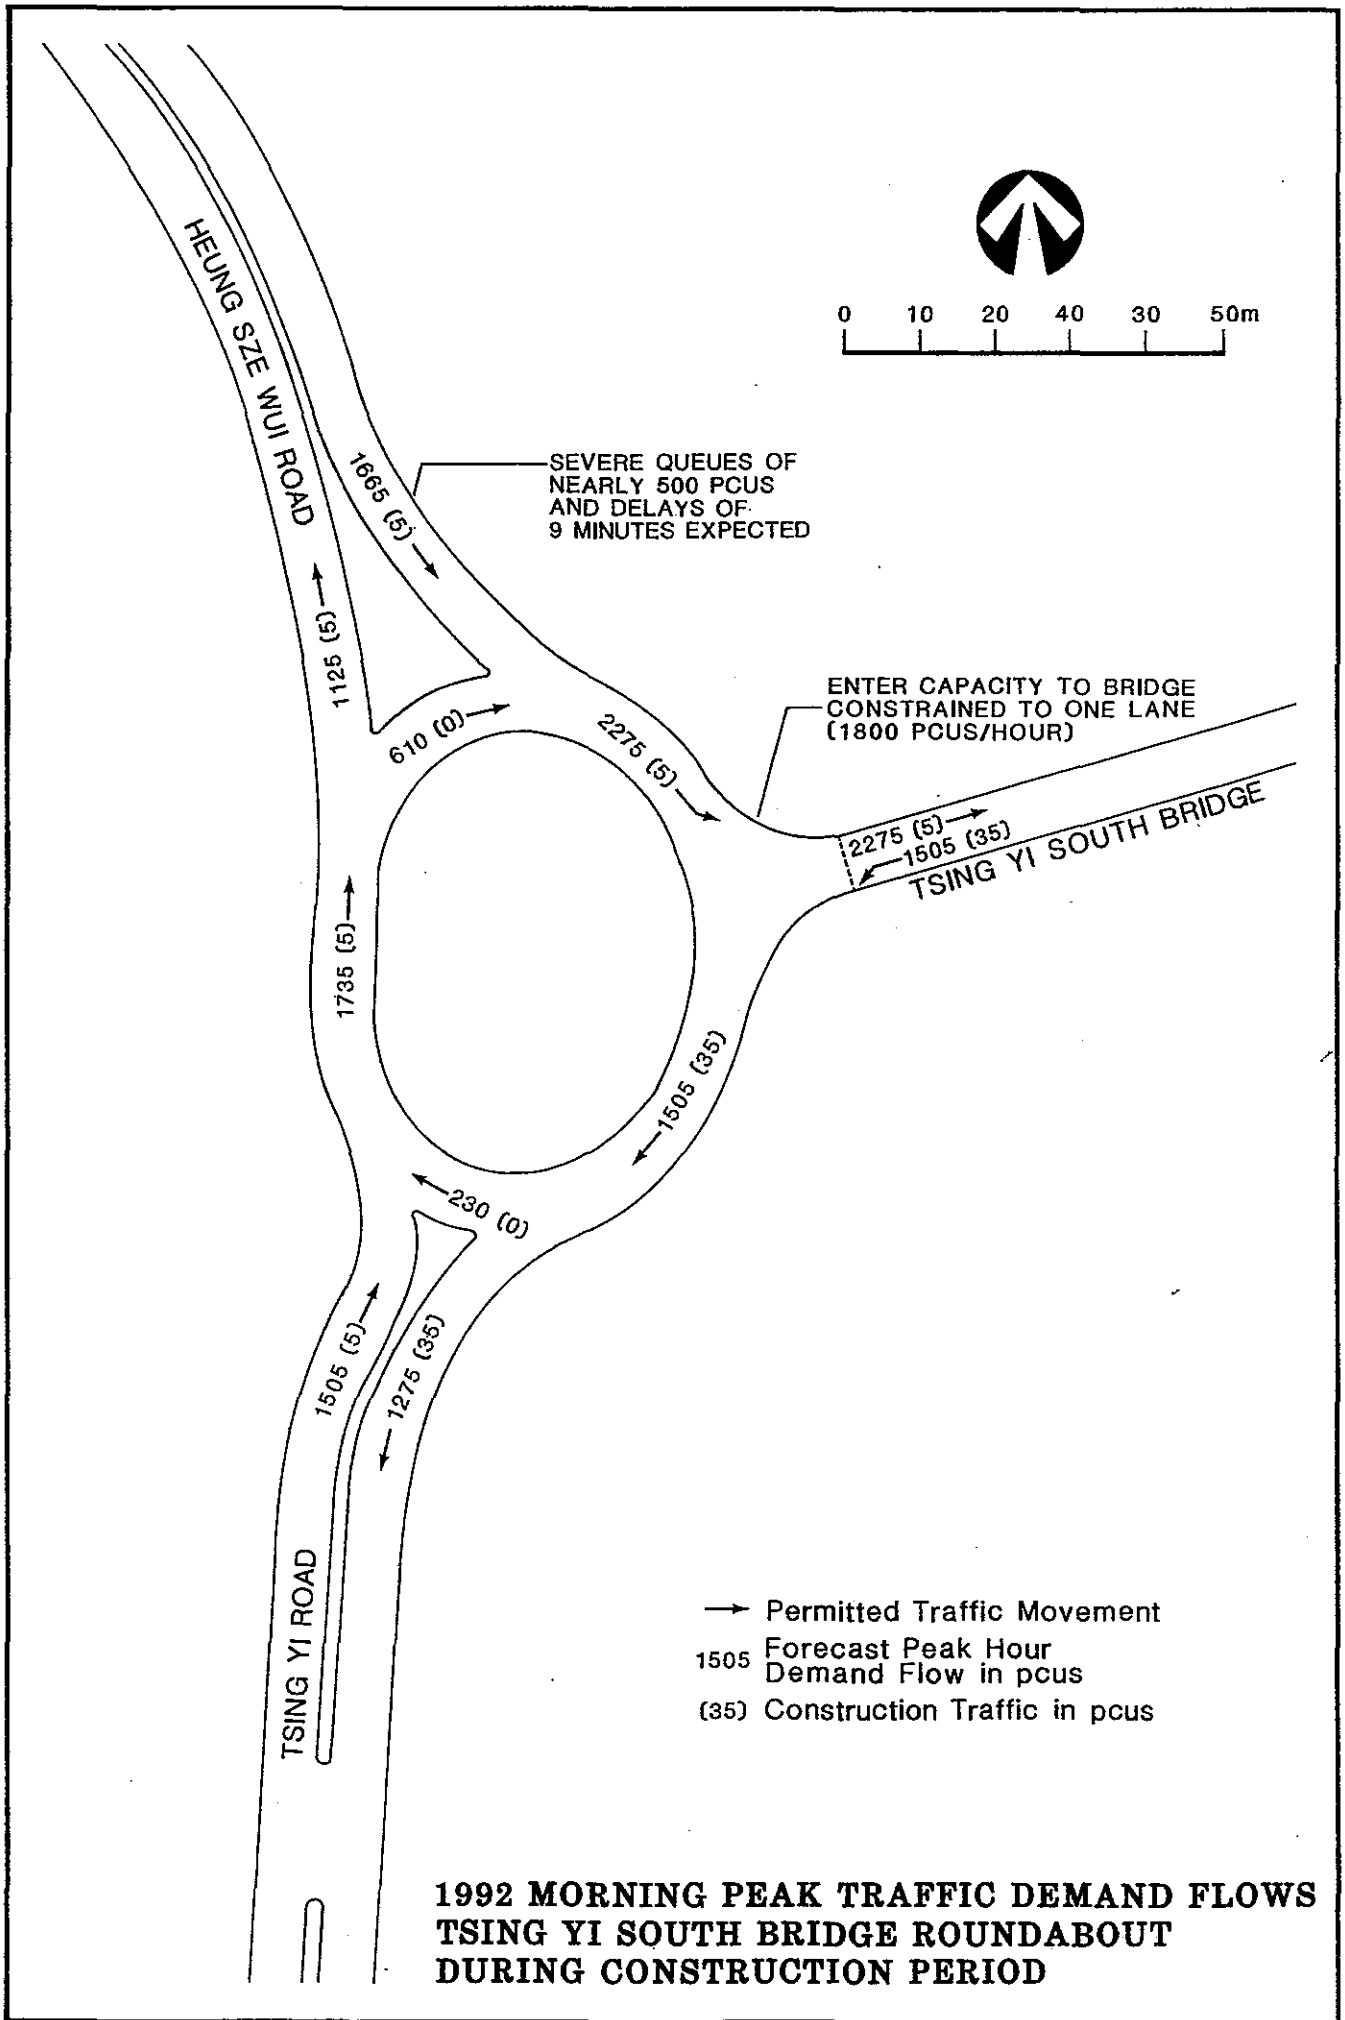 0 10 20 40 30 50m
HEUNG SZE WUI ROAD
1665 (5)
SEVERE QUEUES OF
NEARLY 500 PCUS
AND DELAYS OF
9 MINUTES EXPECTED
1125 (5)
610 (0)
2275 (5)
ENTER CAPACITY TO BRIDGE
CONSTRAINED TO ONE LANE
(1800 PCUS/HOUR)
2275 (5)
1505 (35)
TSING YI SOUTH BRIDGE
1735 (5)
1505 (35)
230 (0)
1505 (5)
1275 (35)
TSING YI ROAD
Permitted Traffic Movement
1505 Forecast Peak Hour
Demand Flow in pcus
(35) Construction Traffic in pcus
1992 MORNING PEAK TRAFFIC DEMAND FLOWS
TSING YI SOUTH BRIDGE ROUNDABOUT
DURING CONSTRUCTION PERIOD